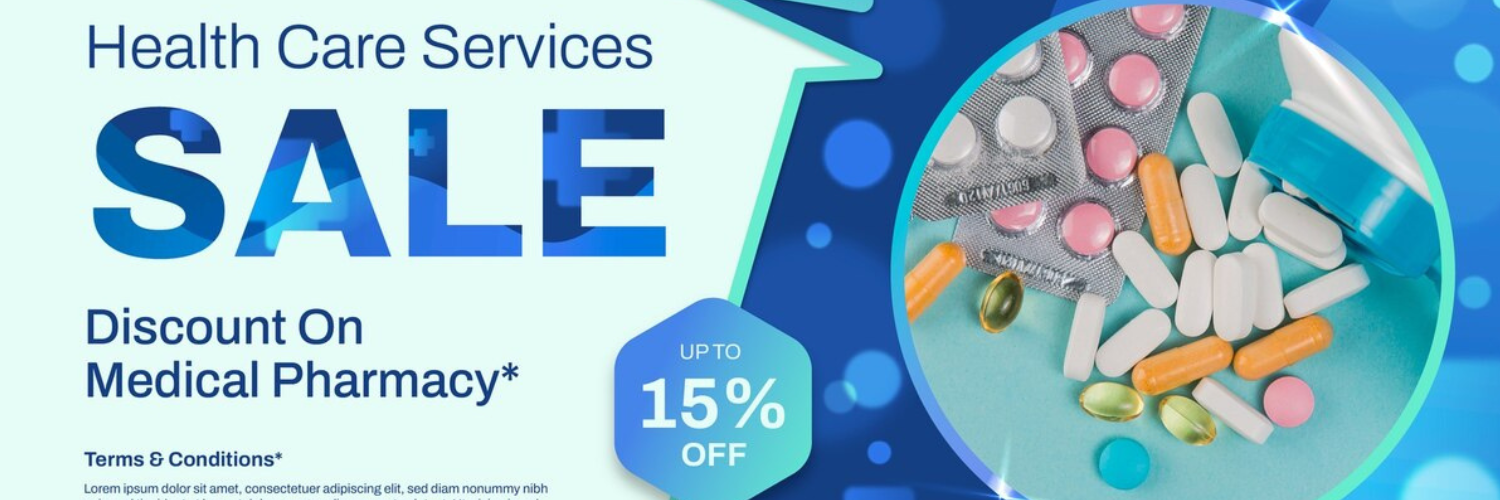 Health Care Services
SALE
Discount On
Medical Pharmacy*
UP TO
15%
OFF
Terms & Conditions*
Lorem ipsum dolor sit amet, consectetuer adipiscing elit, sed diam nonummy nibh